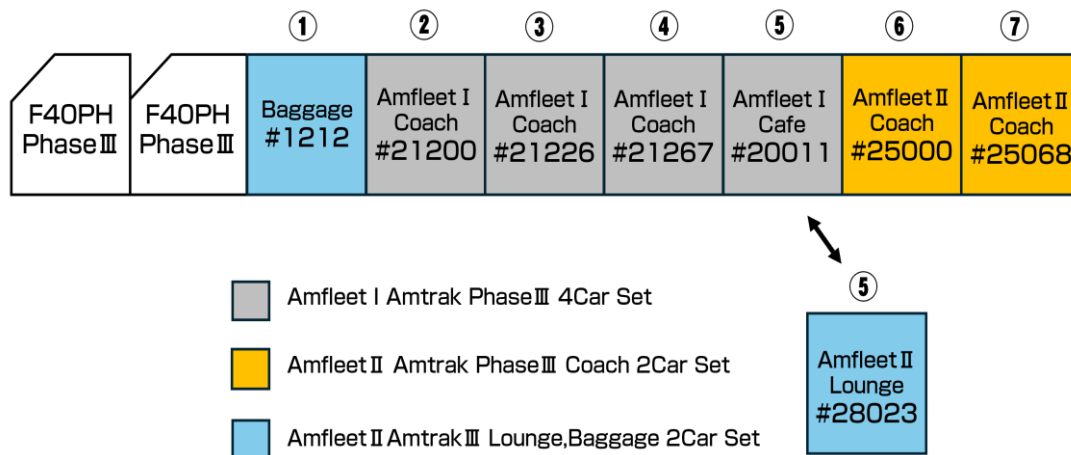 ① ② ③ ④ ⑤ ⑥ ⑦
F40PH
PhaseⅢ
F40PH
PhaseⅢ
Baggage
#1212
Amfleet Ⅰ
Coach
#21200
Amfleet Ⅰ
Coach
#21226
Amfleet Ⅰ
Coach
#21267
Amfleet Ⅰ
Cafe
#20011
AmfleetⅡ
Coach
#25000
AmfleetⅡ
Coach
#25068
Amfleet Ⅰ Amtrak PhaseⅢ 4Car Set
AmfleetⅡ Amtrak PhaseⅢ Coach 2Car Set
AmfleetⅡ AmtrakⅢ Lounge,Baggage 2Car Set
⑤
AmfleetⅡ
Lounge
#28023